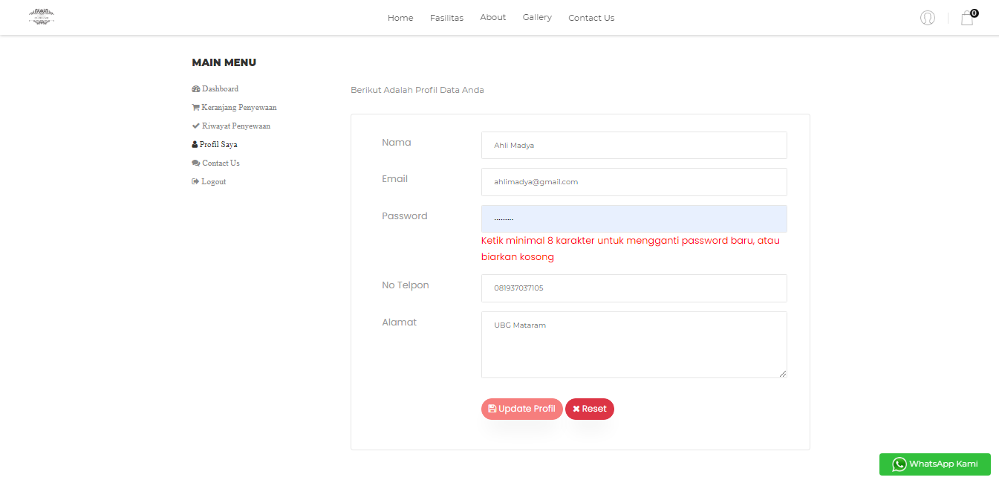 Home Fasilitas About Gallery Contact Us 0
MAIN MENU
Dashboard
Keranjang Penyewaan
Riwayat Penyewaan
Profil Saya
Contact Us
Logout
Berikut Adalah Profil Data Anda
Nama Ahli Madya
Email ahlimadya@gmail.com
Password .........
Ketik minimal 8 karakter untuk mengganti password baru, atau
biarkan kosong
No Telpon 081937037105
Alamat UBG Mataram
Update Profil Reset
WhatsApp Kami